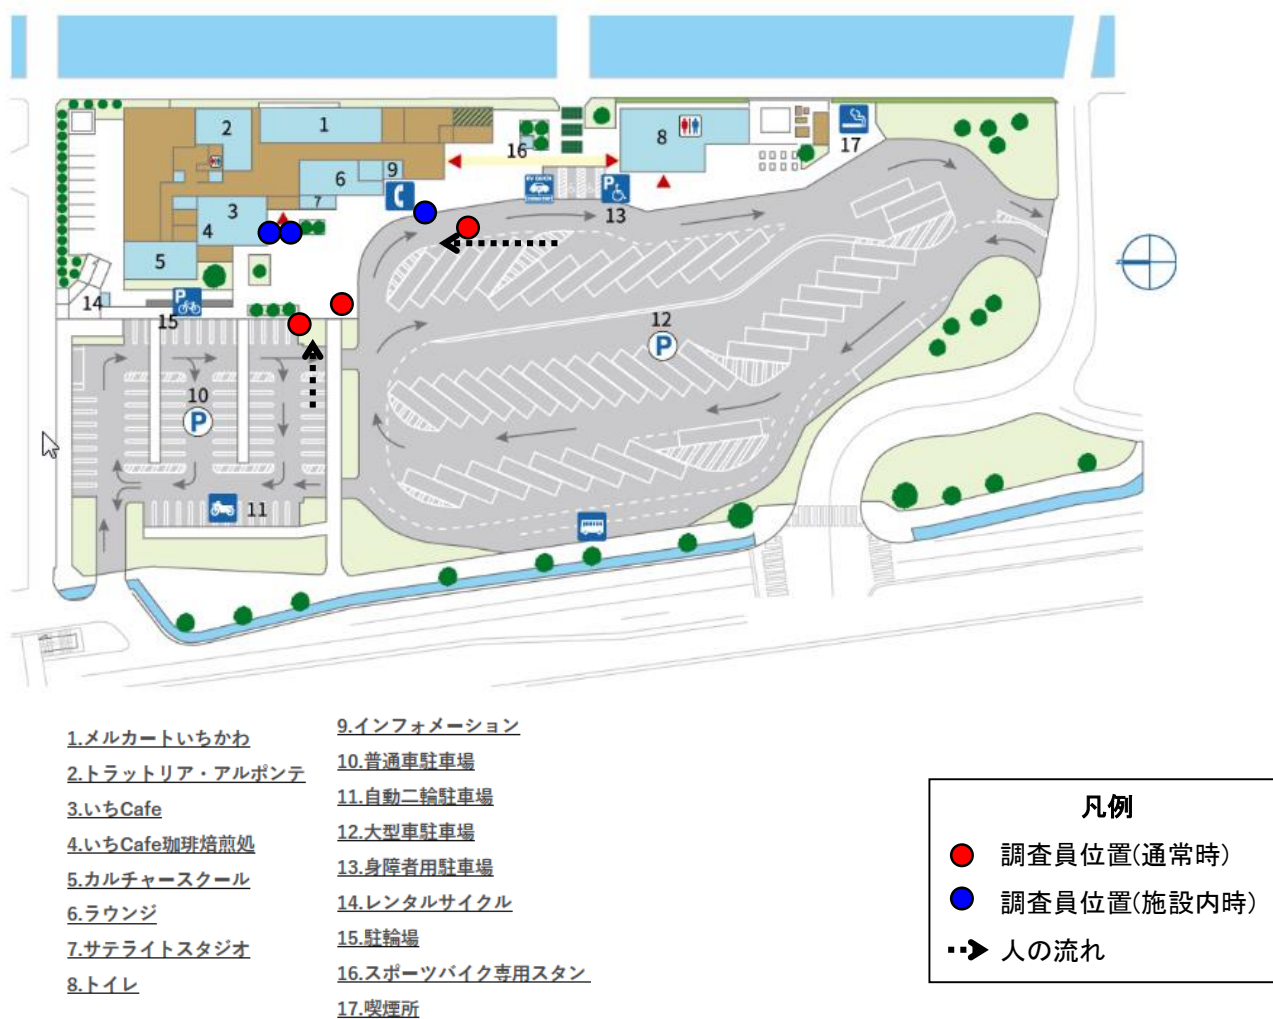 1
2
3
4
5
6
7
8
9
16
17
13
12
P
14
P
15
10
P
11
P
1.メルカートいちかわ
2.トラットリア・アルポンテ
3.いちCafe
4.いちCafe珈琲焙煎処
5.カルチャースクール
6.ラウンジ
7.サテライトスタジオ
8.トイレ
9.インフォメーション
10.普通車駐車場
11.自動二輪駐車場
12.大型車駐車場
13.身障者用駐車場
14.レンタルサイクル
15.駐輪場
16.スポーツバイク専用スタン
17.喫煙所
凡例
調査員位置(通常時)
調査員位置(施設内時)
人の流れ